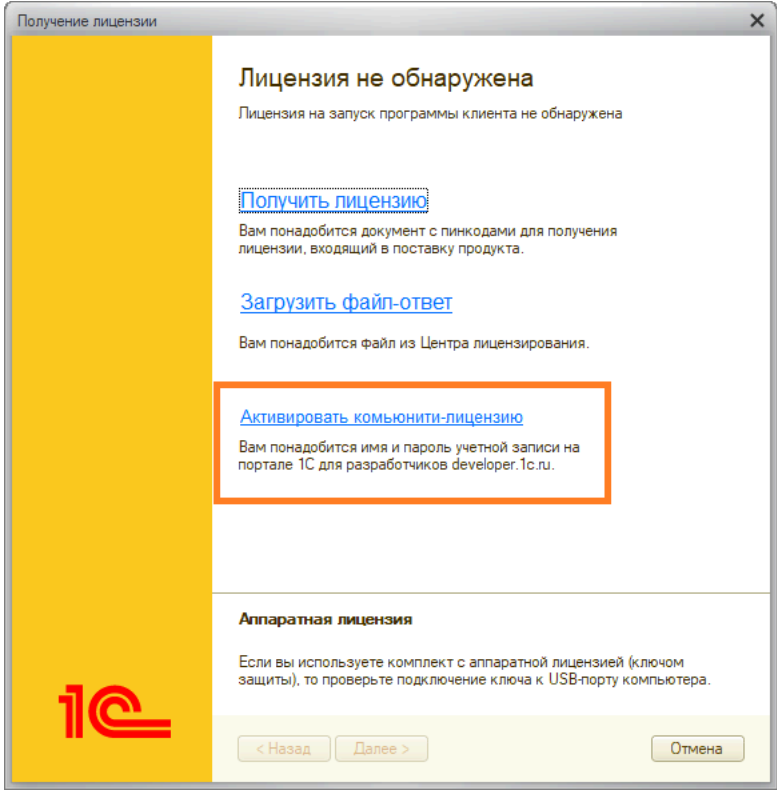 Получение лицензии
Лицензия не обнаружена
Лицензия на запуск программы клиента не обнаружена
Получить лицензию
Вам понадобится документ с пинкодами для получения
лицензии, входящий в поставку продукта.
Загрузить файл-ответ
Вам понадобится файл из Центра лицензирования.
Активировать комьюнити-лицензию
Вам понадобится имя и пароль учетной записи на
портале 1С для разработчиков developer.1c.ru.
Аппаратная лицензия
Если вы используете комплект с аппаратной лицензией (ключом
защиты), то проверьте подключение ключа к USB-порту компьютера.
1С
< Назад Далее > Отмена